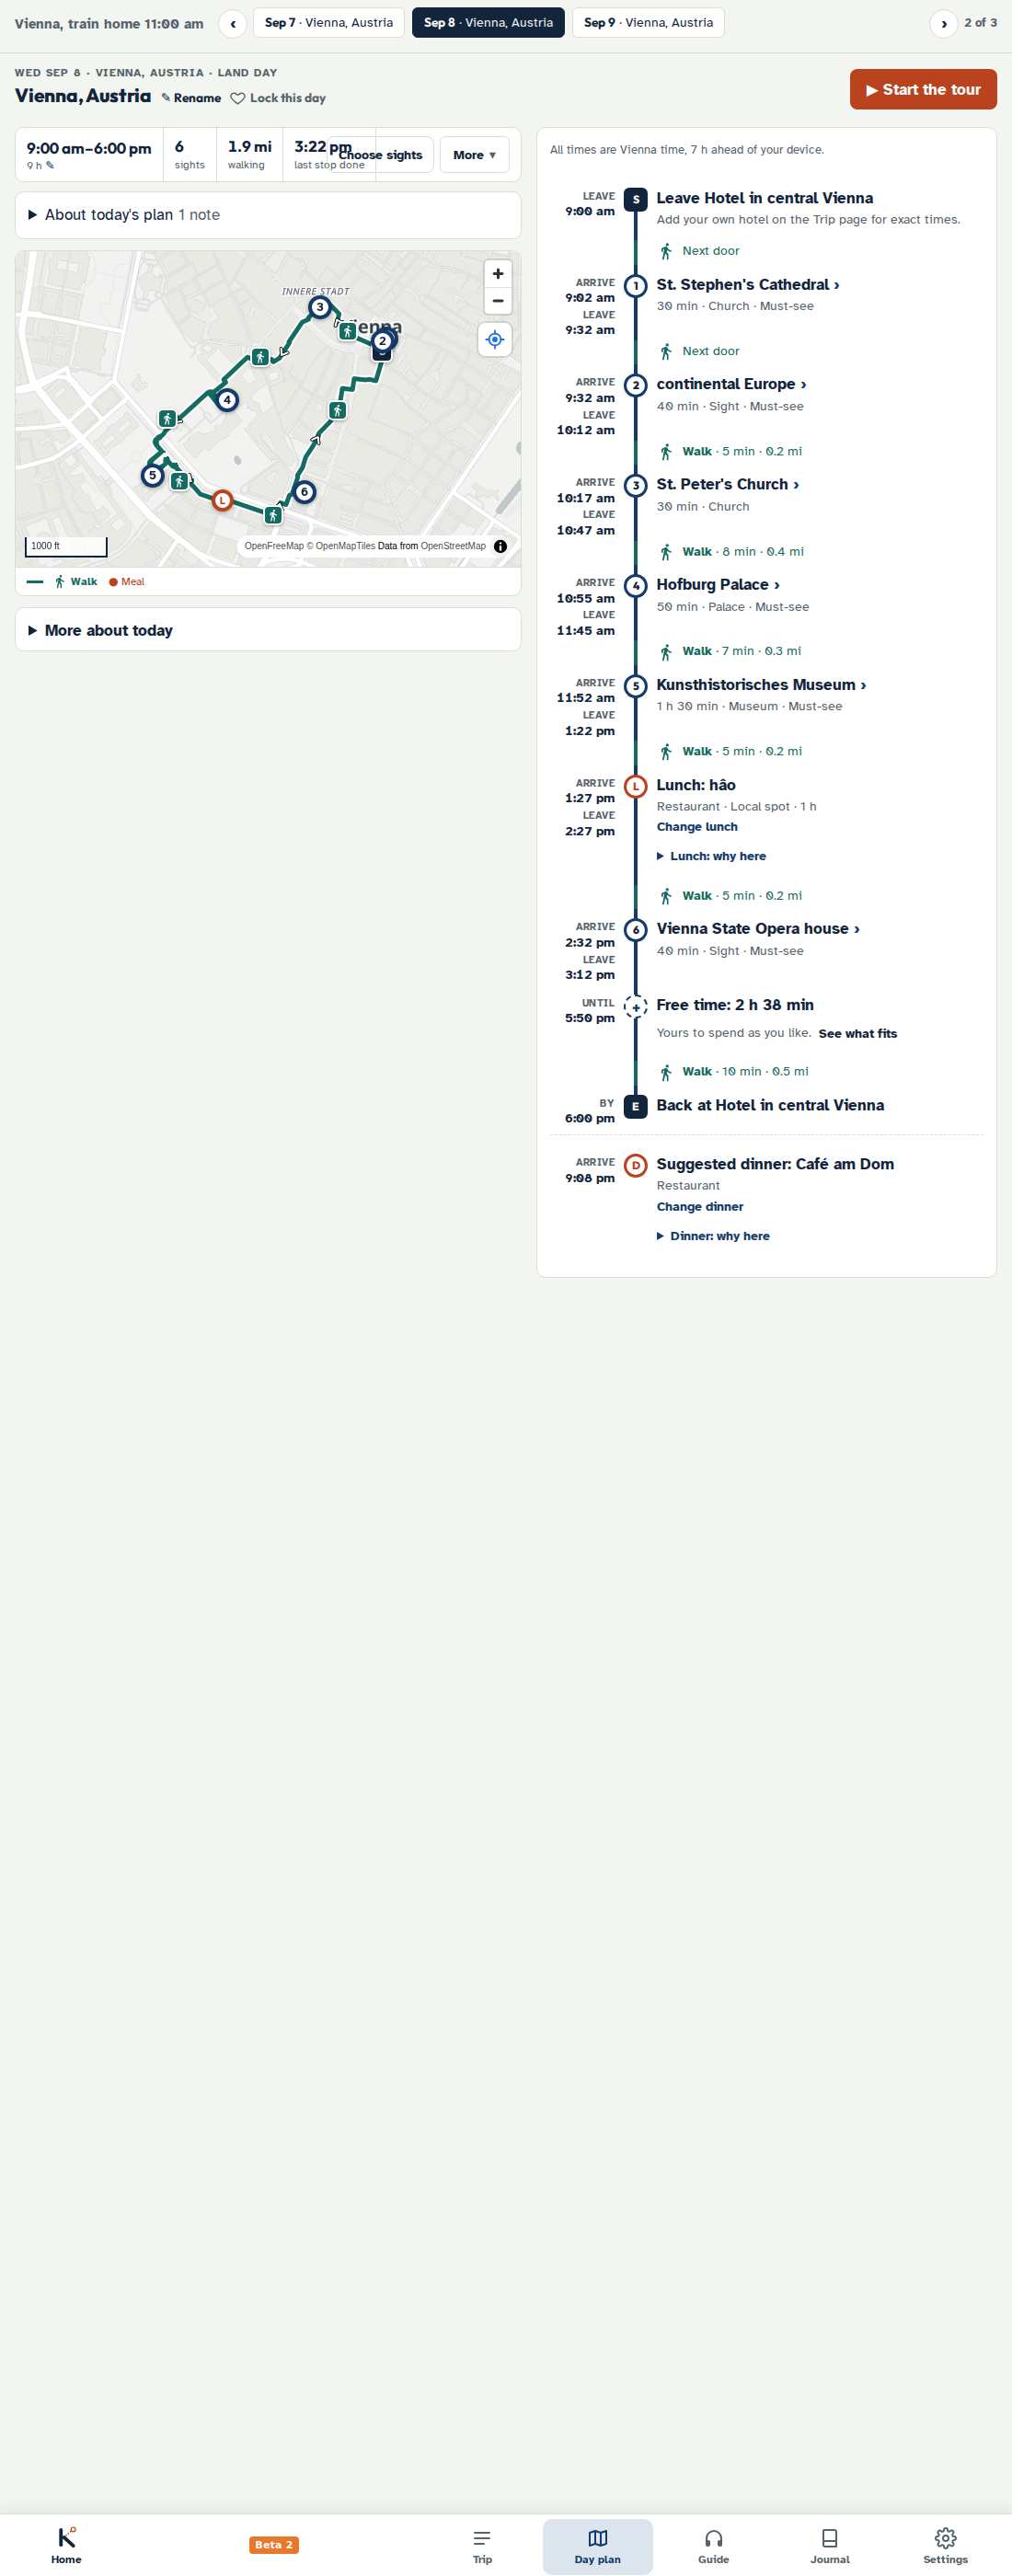 Vienna, train home 11:00 am
‹
Sep 7 · Vienna, Austria
Sep 8 · Vienna, Austria
Sep 9 · Vienna, Austria
›
2 of 3
WED SEP 8 · VIENNA, AUSTRIA · LAND DAY
Vienna, Austria ✎ Rename Lock this day
▶ Start the tour
9:00 am–6:00 pm
9 h ✎
6
sights
1.9 mi
walking
3:22 pm
last stop done
Choose sights
More ▾
▶ About today's plan 1 note
INNERE STADT
Vienna
3
2
4
5
L
6
+
−
1000 ft
OpenFreeMap © OpenMapTiles Data from OpenStreetMap
Walk
Meal
▶ More about today
All times are Vienna time, 7 h ahead of your device.
LEAVE
9:00 am
S
Leave Hotel in central Vienna
Add your own hotel on the Trip page for exact times.
Next door
ARRIVE
9:02 am
LEAVE
9:32 am
1
St. Stephen's Cathedral ›
30 min · Church · Must-see
Next door
ARRIVE
9:32 am
LEAVE
10:12 am
2
continental Europe ›
40 min · Sight · Must-see
Walk · 5 min · 0.2 mi
ARRIVE
10:17 am
LEAVE
10:47 am
3
St. Peter's Church ›
30 min · Church
Walk · 8 min · 0.4 mi
ARRIVE
10:55 am
LEAVE
11:45 am
4
Hofburg Palace ›
50 min · Palace · Must-see
Walk · 7 min · 0.3 mi
ARRIVE
11:52 am
LEAVE
1:22 pm
5
Kunsthistorisches Museum ›
1 h 30 min · Museum · Must-see
Walk · 5 min · 0.2 mi
ARRIVE
1:27 pm
LEAVE
2:27 pm
L
Lunch: hâo
Restaurant · Local spot · 1 h
Change lunch
▶ Lunch: why here
Walk · 5 min · 0.2 mi
ARRIVE
2:32 pm
LEAVE
3:12 pm
6
Vienna State Opera house ›
40 min · Sight · Must-see
UNTIL
5:50 pm
+
Free time: 2 h 38 min
Yours to spend as you like. See what fits
Walk · 10 min · 0.5 mi
BY
6:00 pm
E
Back at Hotel in central Vienna
ARRIVE
9:08 pm
D
Suggested dinner: Café am Dom
Restaurant
Change dinner
▶ Dinner: why here
Home
Beta 2
Trip
Day plan
Guide
Journal
Settings